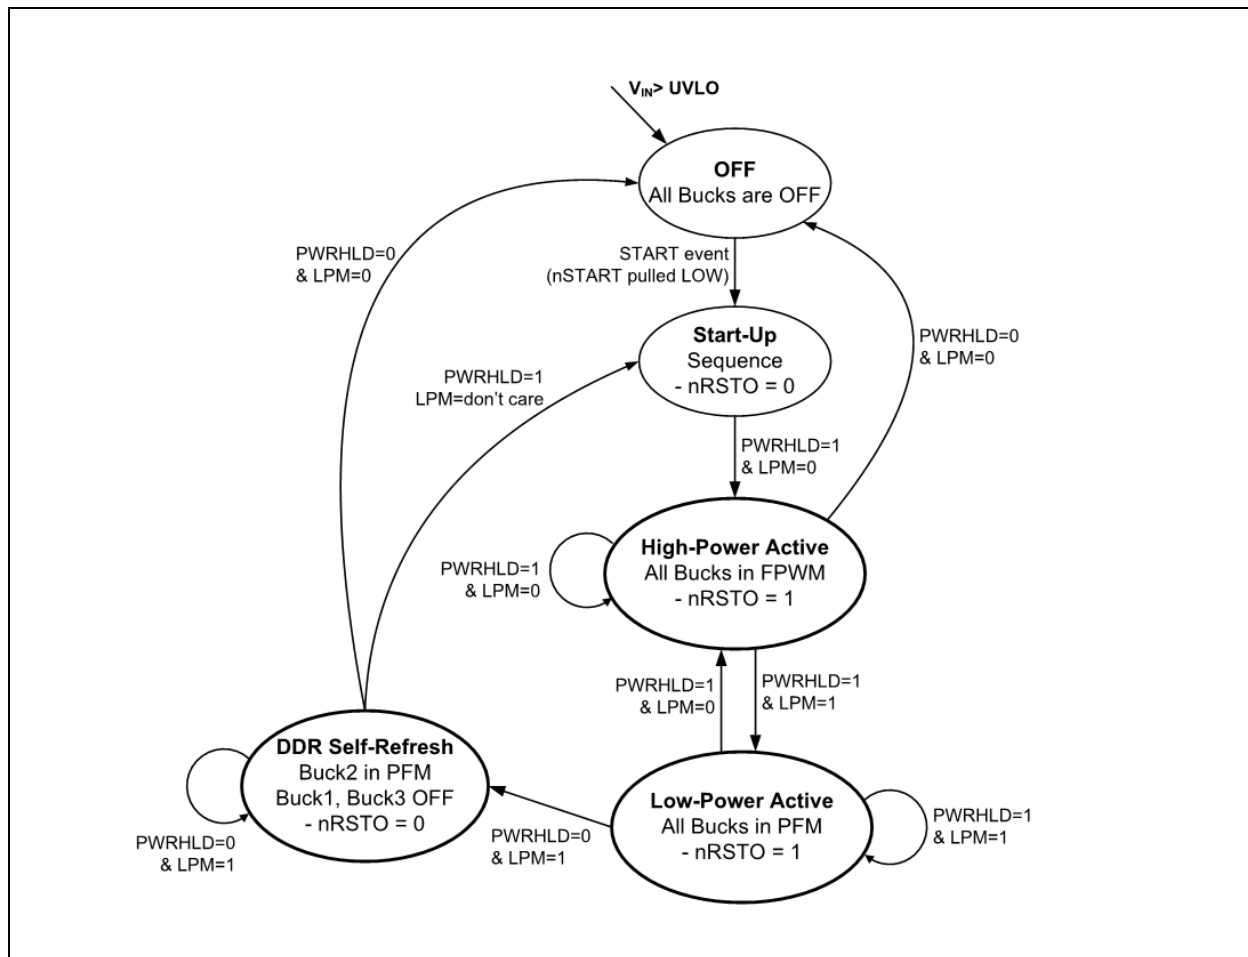 VIN> UVLO
OFF
All Bucks are OFF
PWRHLD=0
& LPM=0
START event
(nSTART pulled LOW)
Start-Up
Sequence
- nRSTO = 0
PWRHLD=0
& LPM=0
PWRHLD=1
LPM=don't care
PWRHLD=1
& LPM=0
High-Power Active
All Bucks in FPWM
- nRSTO = 1
PWRHLD=1
& LPM=0
PWRHLD=1
& LPM=0
PWRHLD=1
& LPM=1
DDR Self-Refresh
Buck2 in PFM
Buck1, Buck3 OFF
- nRSTO = 0
PWRHLD=0
& LPM=1
PWRHLD=0
& LPM=1
Low-Power Active
All Bucks in PFM
- nRSTO = 1
PWRHLD=1
& LPM=1